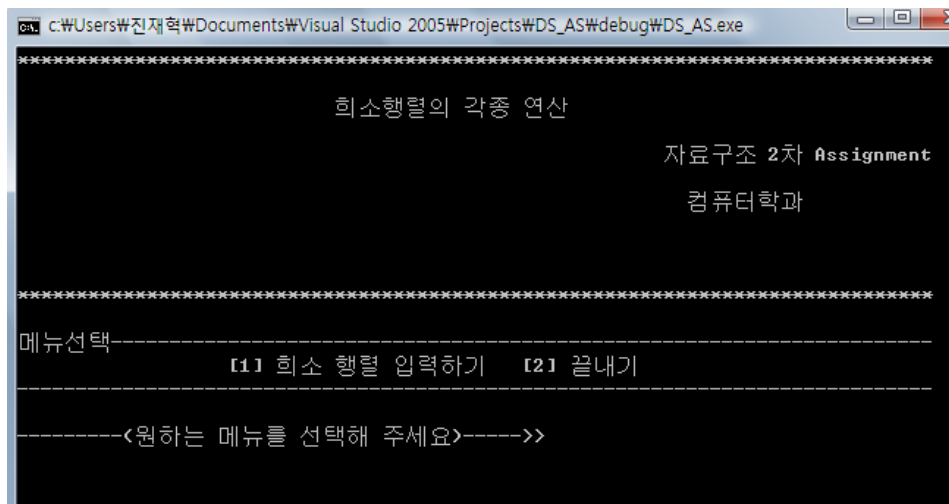 c:₩Users₩진재혁₩Documents₩Visual Studio 2005₩Projects₩DS_AS₩debug₩DS_AS.exe
******************************************************************************
희소행렬의 각종 연산
자료구조 2차 Assignment
컴퓨터학과
******************************************************************************
메뉴선택----------------------------------------------------------------------
[1] 희소 행렬 입력하기 [2] 끝내기
------------------------------------------------------------------------------
---------<원하는 메뉴를 선택해 주세요>----->>